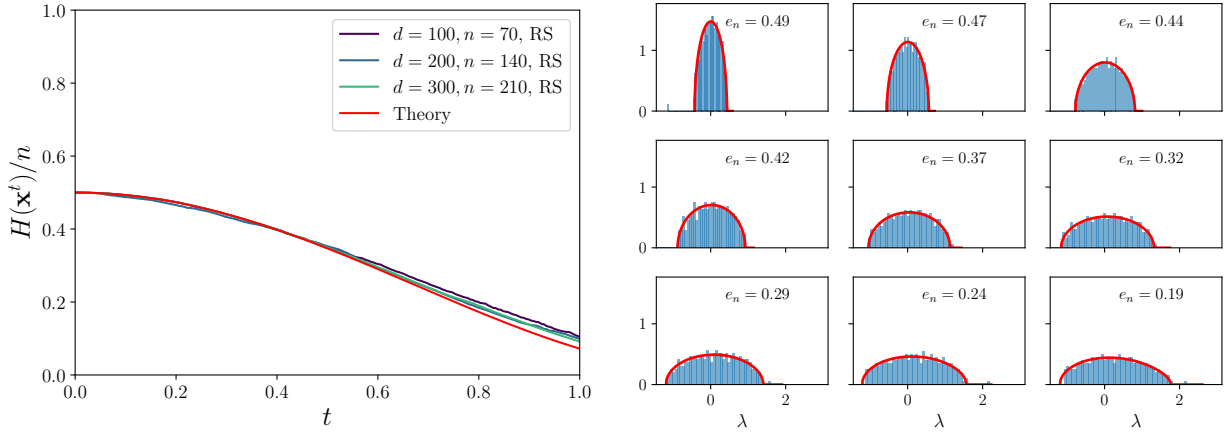 1.0
0.8
0.6
0.4
0.2
0.0
H(x^t)/n
0.0 0.2 0.4 0.6 0.8 1.0
t
d = 100, n = 70, RS
d = 200, n = 140, RS
d = 300, n = 210, RS
Theory
e_n = 0.49
e_n = 0.47
e_n = 0.44
1
0
e_n = 0.42
e_n = 0.37
e_n = 0.32
1
0
e_n = 0.29
e_n = 0.24
e_n = 0.19
1
0
0 2
0 2
0 2
λ
λ
λ